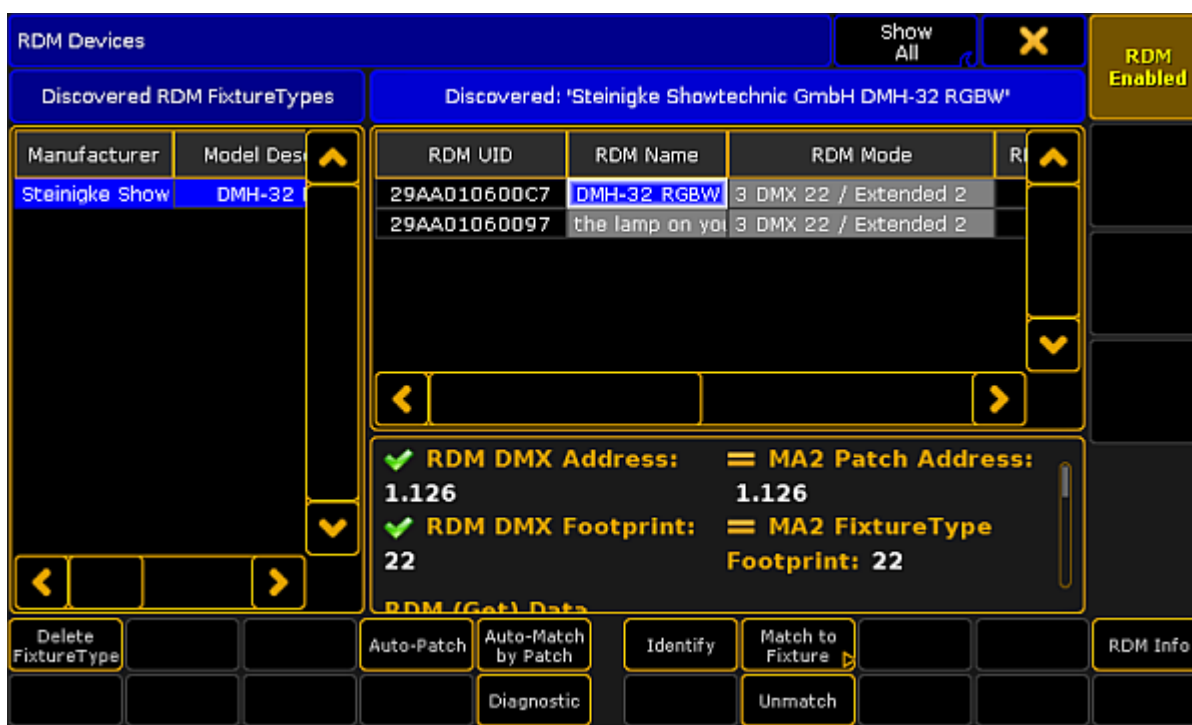 RDM Devices
Show
All
RDM
Enabled
Discovered RDM FixtureTypes
Discovered: 'Steinigke Showtechnic GmbH DMH-32 RGBW'
Manufacturer Model Des
RDM UID RDM Name RDM Mode R
Steinigke Show DMH-32
29AA010600C7 DMH-32 RGBW 3 DMX 22 / Extended 2
29AA01060097 the lamp on yo 3 DMX 22 / Extended 2
RDM DMX Address: = MA2 Patch Address:
1.126 1.126
RDM DMX Footprint: = MA2 FixtureType
22 Footprint: 22
RDM (Get) Data
Delete
FixtureType
Auto-Patch
Auto-Match
by Patch
Identify
Match to
Fixture
RDM Info
Diagnostic
Unmatch